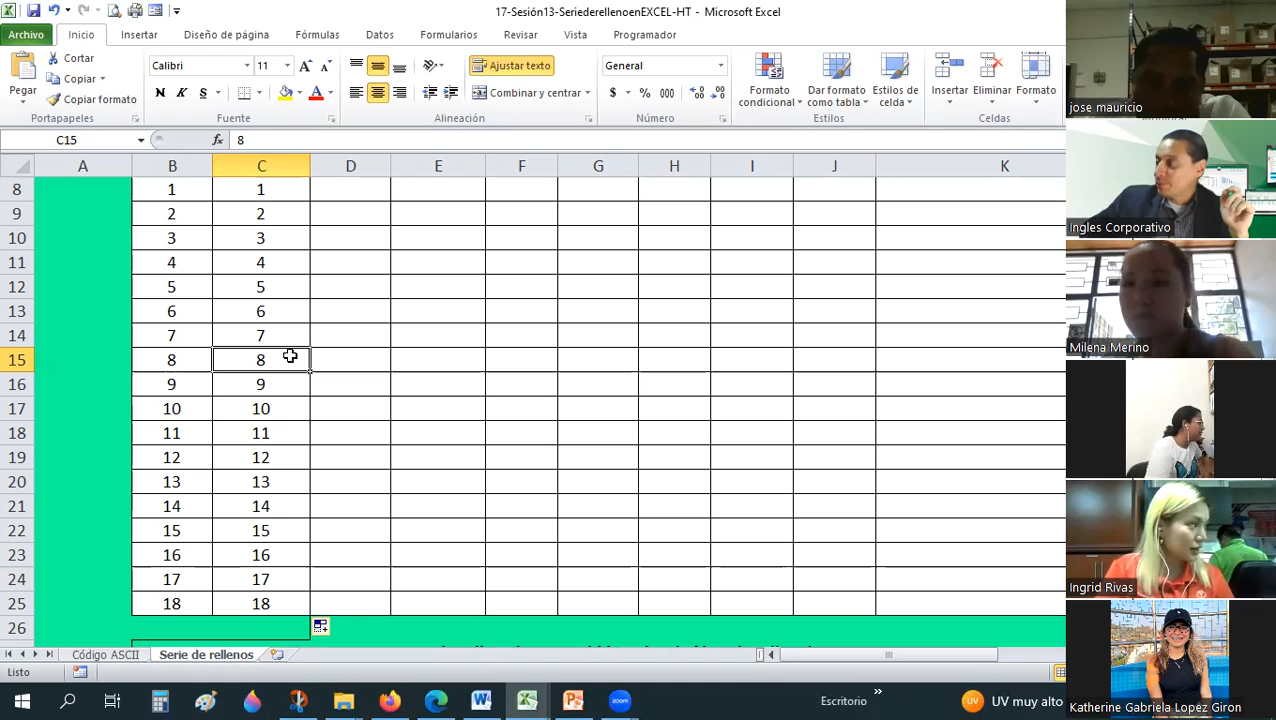 17-Sesión13-SeriederellenoenEXCEL-HT - Microsoft Excel
Archivo Inicio Insertar Diseño de página Fórmulas Datos Formularios Revisar Vista Programador
Pegar
Cortar
Copiar
Copiar formato
Portapapeles
Calibri 11
N K S
Fuente
Ajustar texto
Combinar y centrar
Alineación
General
$ % 000
Número
Formato condicional
Dar formato como tabla
Estilos de celda
Estilos
Insertar
Eliminar
Formato
Celdas
C15 fx 8
A B C D E F G H I J K
8 1 1
9 2 2
10 3 3
11 4 4
12 5 5
13 6 6
14 7 7
15 8 8
16 9 9
17 10 10
18 11 11
19 12 12
20 13 13
21 14 14
22 15 15
23 16 16
24 17 17
25 18 18
26
Código ASCII Serie de rellenos
Listo
Escritorio » UV UV muy alto
zoom
jose mauricio
Ingles Corporativo
Milena Merino
Ingrid Rivas
Katherine Gabriela Lopez Giron